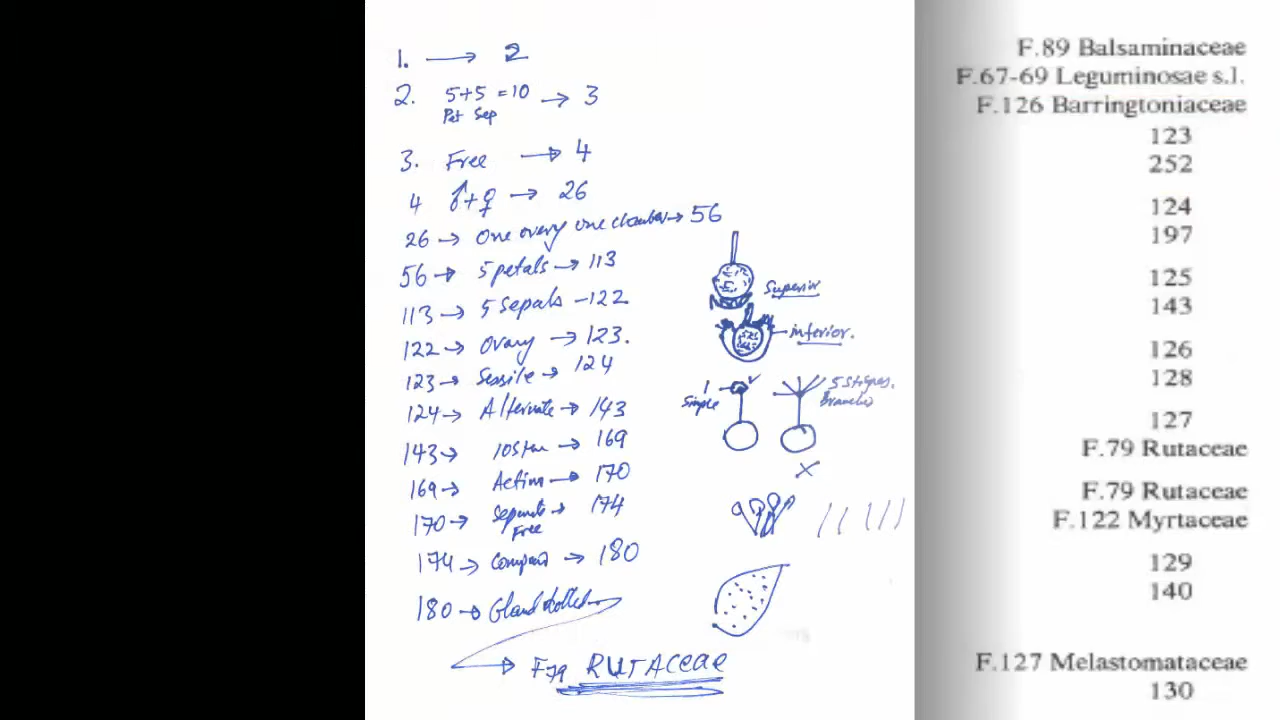 1. → 2
2. 5+5 =10 → 3
Pet Sep
3. Free → 4
4 ♂+♀ → 26
26 → One ovary one chamber → 56
56 → 5 petals → 113
113 → 5 Sepals - 122
122 → Ovary → 123.
123 → Sessile → 124
124 → Alternate → 143
143 → 10 Stam → 169
169 → → 170
170 → Separate → 174
Free
174 → Compound → 180
180 → Gland dotted
→ F79 RUTACEAE
Superior
inferior.
1
Simple
5 Stigmas.
Branched
F.89 Balsaminaceae
F.67-69 Leguminosae s.l.
F.126 Barringtoniaceae
123
252
124
197
125
143
126
128
127
F.79 Rutaceae
F.79 Rutaceae
F.122 Myrtaceae
129
140
F.127 Melastomataceae
130